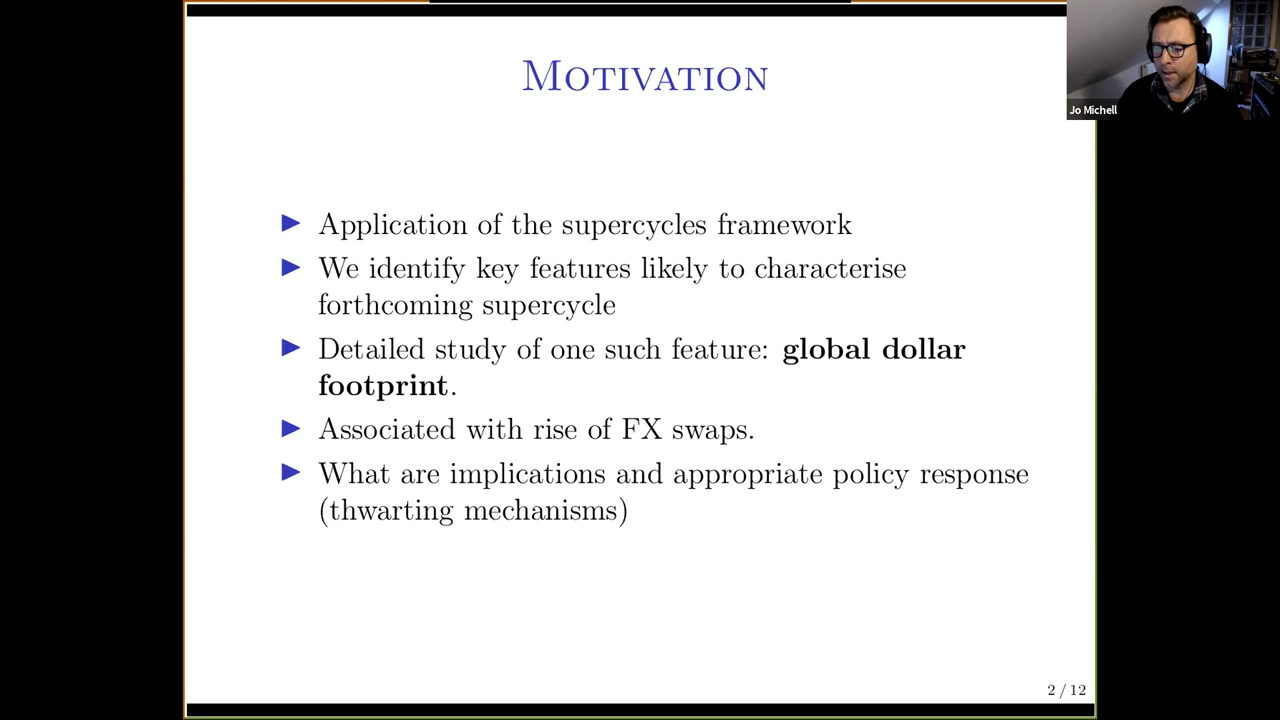 Motivation
Jo Michell
▶ Application of the supercycles framework
▶ We identify key features likely to characterise
forthcoming supercycle
▶ Detailed study of one such feature: global dollar
footprint.
▶ Associated with rise of FX swaps.
▶ What are implications and appropriate policy response
(thwarting mechanisms)
2 / 12